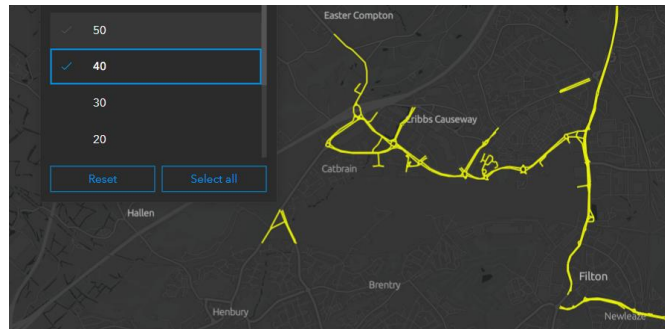 50
40
30
20
Reset
Select all
Easter Compton
Cribbs Causeway
Catbrain
Hallen
Brentry
Henbury
Filton
Newleaze